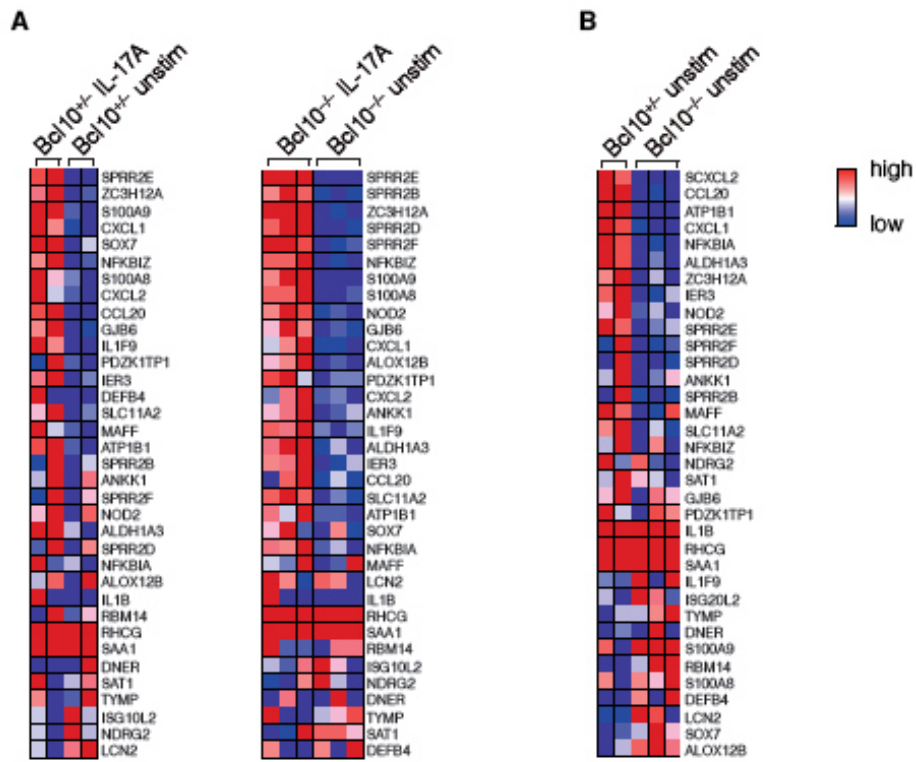 A
B
Bcl10+/- IL-17A
Bcl10+/- unstim
Bcl10-/- IL-17A
Bcl10-/- unstim
Bcl10+/- unstim
Bcl10-/- unstim
high
low
SPRR2E
ZC3H12A
S100A9
CXCL1
SOX7
NFKBIZ
S100A8
CXCL2
CCL20
GJB6
IL1F9
PDZK1TP1
IER3
DEFB4
SLC11A2
MAFF
ATP1B1
SPRR2B
ANKK1
SPRR2F
NOD2
ALDH1A3
SPRR2D
NFKBIA
ALOX12B
IL1B
RBM14
RHCG
SAA1
DNER
SAT1
TYMP
ISG10L2
NDRG2
LCN2
SPRR2E
SPRR2B
ZC3H12A
SPRR2D
SPRR2F
NFKBIZ
S100A9
S100A8
NOD2
GJB6
CXCL1
ALOX12B
PDZK1TP1
CXCL2
ANKK1
IL1F9
ALDH1A3
IER3
CCL20
SLC11A2
ATP1B1
SOX7
NFKBIA
MAFF
LCN2
IL1B
RHCG
SAA1
RBM14
ISG10L2
NDRG2
DNER
TYMP
SAT1
DEFB4
SCXCL2
CCL20
ATP1B1
CXCL1
NFKBIA
ALDH1A3
ZC3H12A
IER3
NOD2
SPRR2E
SPRR2F
SPRR2D
ANKK1
SPRR2B
MAFF
SLC11A2
NFKBIZ
NDRG2
SAT1
GJB6
PDZK1TP1
IL1B
RHCG
SAA1
IL1F9
ISG20L2
TYMP
DNER
S100A9
RBM14
S100A8
DEFB4
LCN2
SOX7
ALOX12B